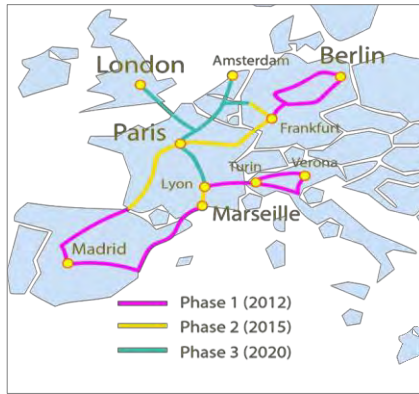 London
Amsterdam
Berlin
Paris
Frankfurt
Turin
Verona
Lyon
Marseille
Madrid
Phase 1 (2012)
Phase 2 (2015)
Phase 3 (2020)